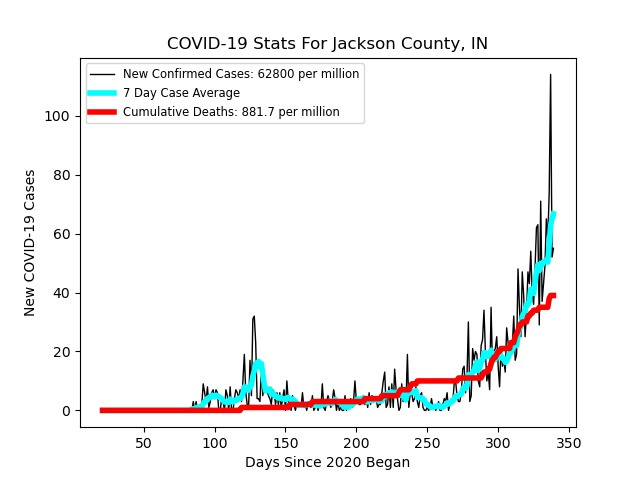 COVID-19 Stats For Jackson County, IN
New Confirmed Cases: 62800 per million
7 Day Case Average
Cumulative Deaths: 881.7 per million
New COVID-19 Cases
100
80
60
40
20
0
50 100 150 200 250 300 350
Days Since 2020 Began